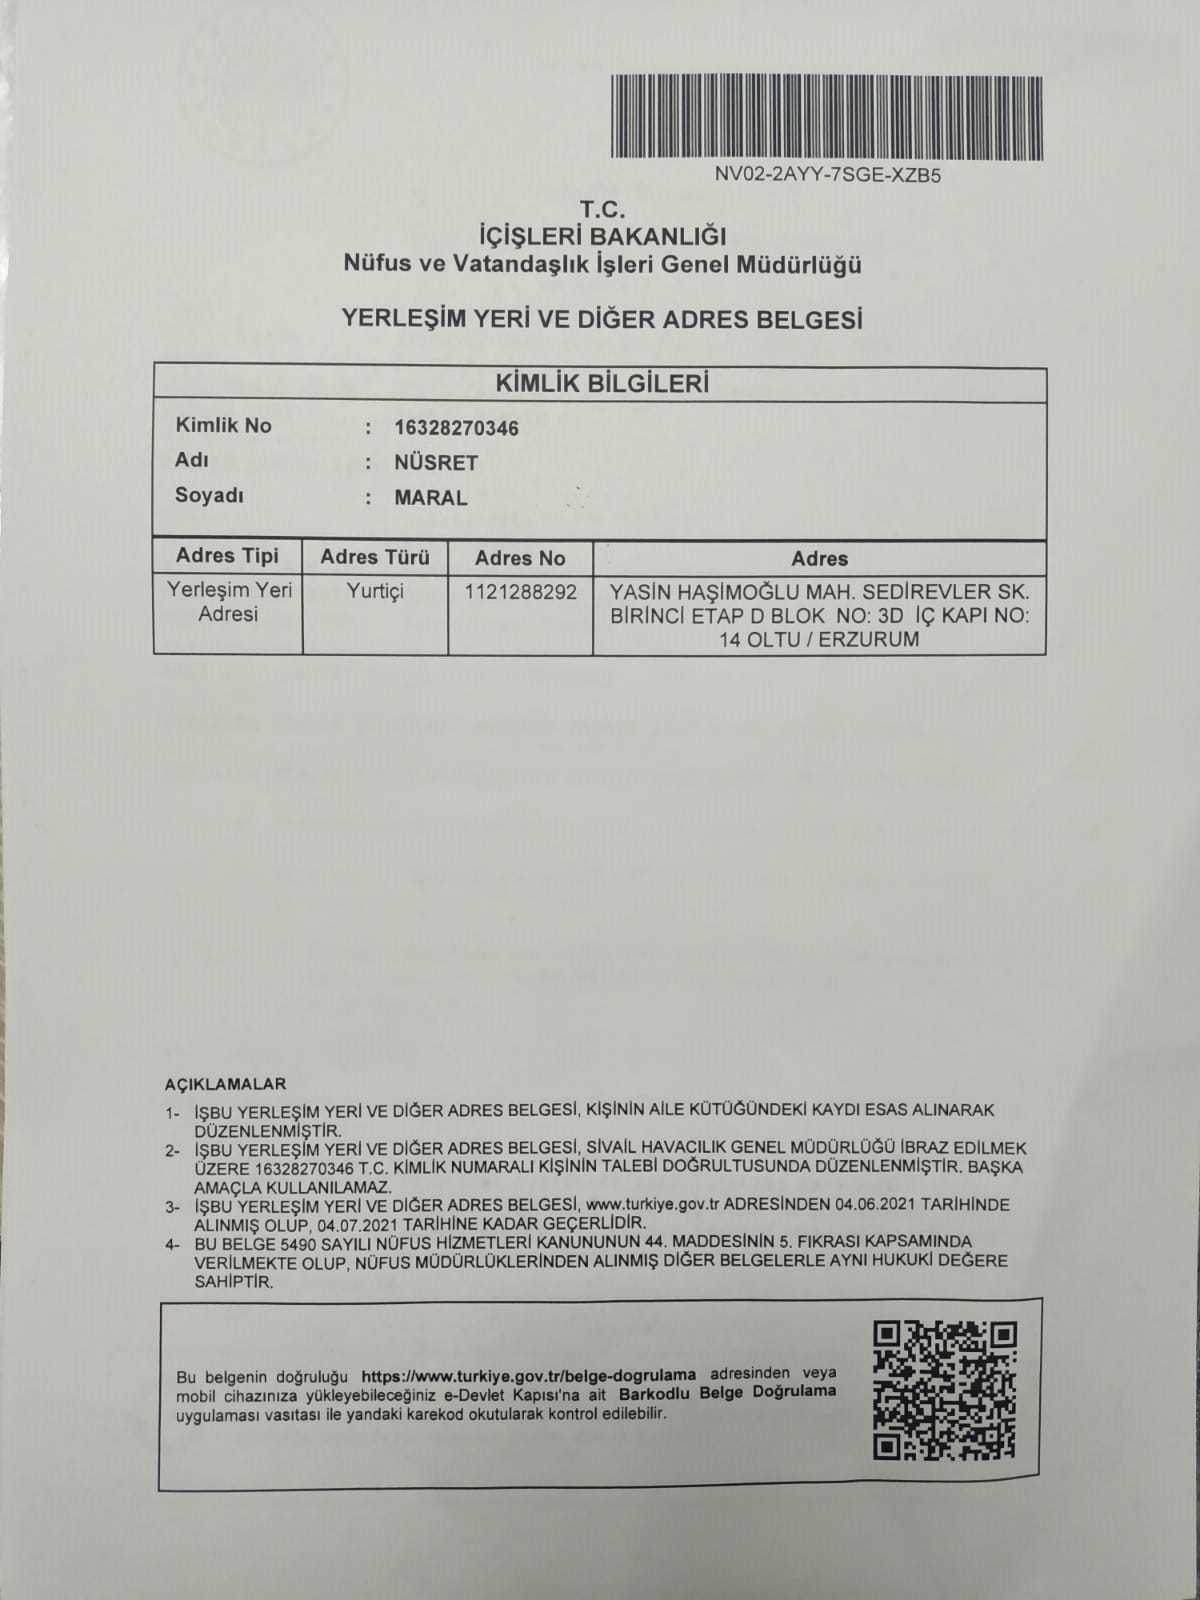 NV02-2AYY-7SGE-XZB5
T.C.
İÇİŞLERİ BAKANLIĞI
Nüfus ve Vatandaşlık İşleri Genel Müdürlüğü
YERLEŞİM YERİ VE DİĞER ADRES BELGESİ
KİMLİK BİLGİLERİ
Kimlik No : 16328270346
Adı : NÜSRET
Soyadı : MARAL
Adres Tipi Adres Türü Adres No Adres
Yerleşim Yeri Yurtiçi 1121288292 YASİN HAŞİMOĞLU MAH. SEDİREVLER SK.
Adresi BİRİNCİ ETAP D BLOK NO: 3D İÇ KAPI NO:
14 OLTU / ERZURUM
AÇIKLAMALAR
1- İŞBU YERLEŞİM YERİ VE DİĞER ADRES BELGESİ, KİŞİNİN AİLE KÜTÜĞÜNDEKİ KAYDI ESAS ALINARAK
DÜZENLENMİŞTİR.
2- İŞBU YERLEŞİM YERİ VE DİĞER ADRES BELGESİ, SİVAİL HAVACILIK GENEL MÜDÜRLÜĞÜ İBRAZ EDİLMEK
ÜZERE 16328270346 T.C. KİMLİK NUMARALI KİŞİNİN TALEBİ DOĞRULTUSUNDA DÜZENLENMİŞTİR. BAŞKA
AMAÇLA KULLANILAMAZ.
3- İŞBU YERLEŞİM YERİ VE DİĞER ADRES BELGESİ, www.turkiye.gov.tr ADRESİNDEN 04.06.2021 TARİHİNDE
ALINMIŞ OLUP, 04.07.2021 TARİHİNE KADAR GEÇERLİDİR.
4- BU BELGE 5490 SAYILI NÜFUS HİZMETLERİ KANUNUNUN 44. MADDESİNİN 5. FIKRASI KAPSAMINDA
VERİLMEKTE OLUP, NÜFUS MÜDÜRLÜKLERİNDEN ALINMIŞ DİĞER BELGELERLE AYNI HUKUKİ DEĞERE
SAHİPTİR.
Bu belgenin doğruluğu https://www.turkiye.gov.tr/belge-dogrulama adresinden veya
mobil cihazınıza yükleyebileceğiniz e-Devlet Kapısı'na ait Barkodlu Belge Doğrulama
uygulaması vasıtası ile yandaki karekod okutularak kontrol edilebilir.